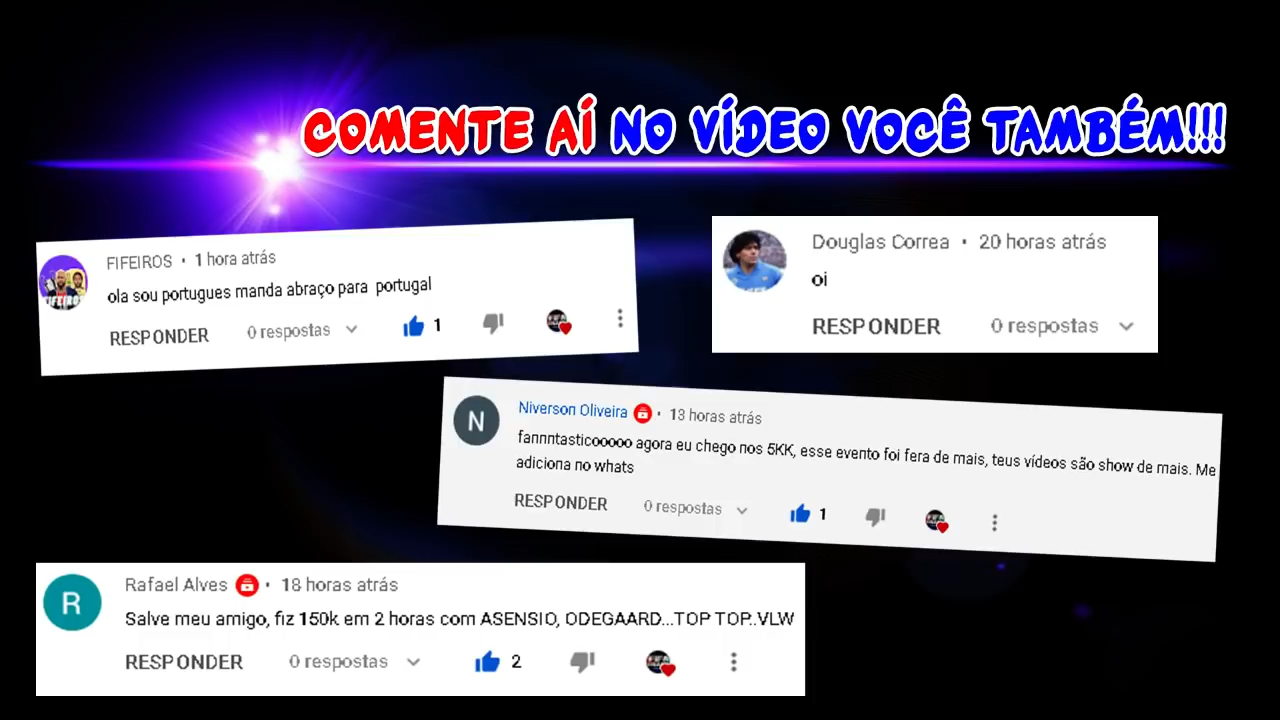 COMENTE AÍ NO VÍDEO VOCÊ TAMBÉM!!!
FIFEIROS • 1 hora atrás
ola sou portugues manda abraço para portugal
RESPONDER 0 respostas 1
Douglas Correa • 20 horas atrás
oi
RESPONDER 0 respostas
N
Niverson Oliveira • 13 horas atrás
fannntasticooooo agora eu chego nos 5KK, esse evento foi fera de mais, teus vídeos são show de mais. Me
adiciona no whats
RESPONDER 0 respostas 1
R
Rafael Alves • 18 horas atrás
Salve meu amigo, fiz 150k em 2 horas com ASENSIO, ODEGAARD...TOP TOP..VLW
RESPONDER 0 respostas 2